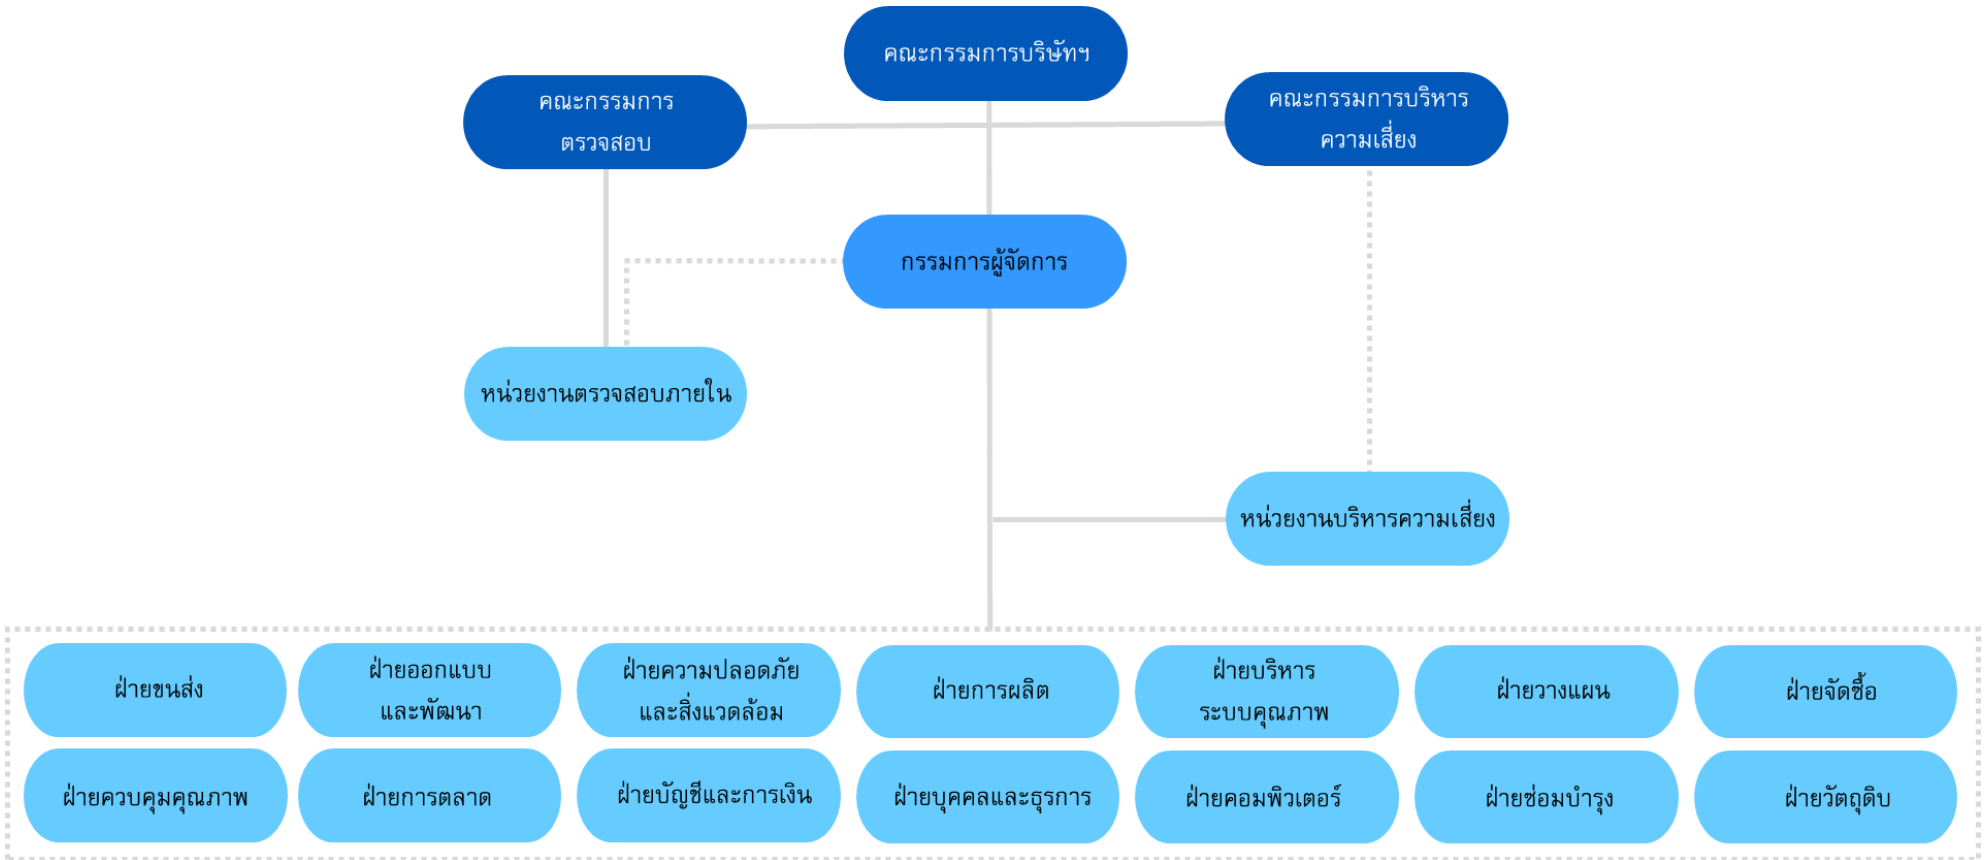 คณะกรรมการบริษัทฯ
คณะกรรมการ
ตรวจสอบ
คณะกรรมการบริหาร
ความเสี่ยง
กรรมการผู้จัดการ
หน่วยงานตรวจสอบภายใน
หน่วยงานบริหารความเสี่ยง
ฝ่ายขนส่ง
ฝ่ายออกแบบ
และพัฒนา
ฝ่ายความปลอดภัย
และสิ่งแวดล้อม
ฝ่ายการผลิต
ฝ่ายบริหาร
ระบบคุณภาพ
ฝ่ายวางแผน
ฝ่ายจัดซื้อ
ฝ่ายควบคุมคุณภาพ
ฝ่ายการตลาด
ฝ่ายบัญชีและการเงิน
ฝ่ายบุคคลและธุรการ
ฝ่ายคอมพิวเตอร์
ฝ่ายซ่อมบำรุง
ฝ่ายวัตถุดิบ